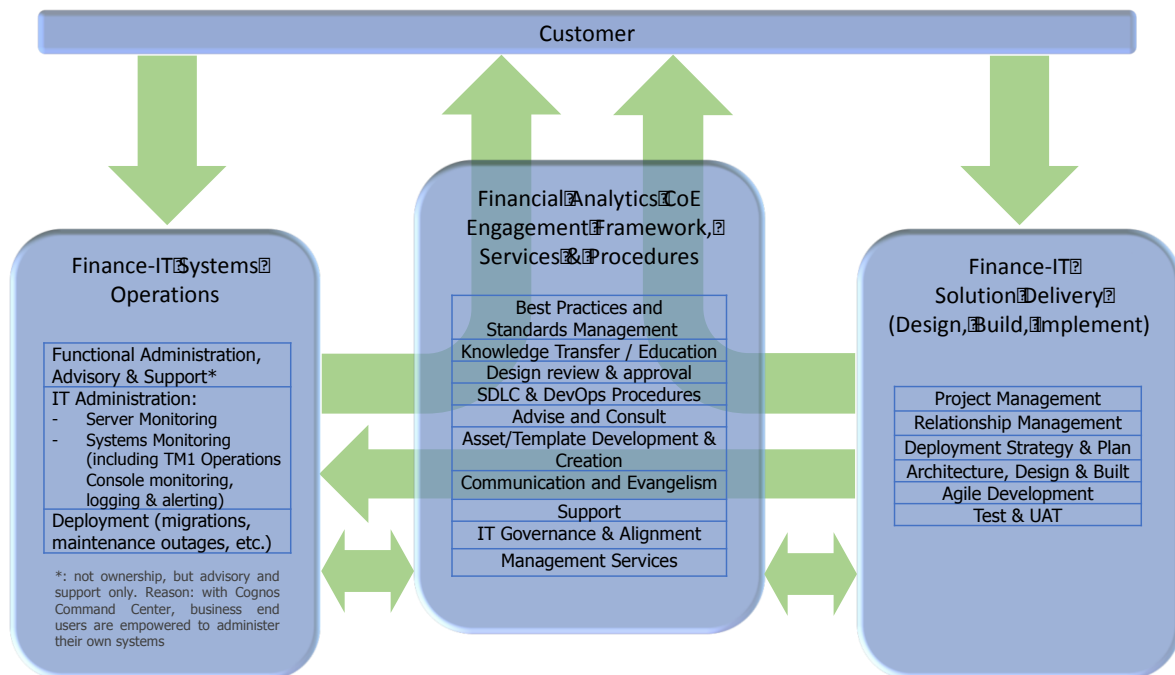 Customer
Financial Analytics CoE
Engagement Framework,
Services & Procedures
Finance-IT Systems
Operations
Finance-IT
Solution Delivery
(Design, Build, Implement)
Best Practices and
Standards Management
Knowledge Transfer / Education
Design review & approval
SDLC & DevOps Procedures
Advise and Consult
Asset/Template Development &
Creation
Communication and Evangelism
Support
IT Governance & Alignment
Management Services
Functional Administration,
Advisory & Support*
IT Administration:
- Server Monitoring
- Systems Monitoring
(including TM1 Operations
Console monitoring,
logging & alerting)
Deployment (migrations,
maintenance outages, etc.)
*: not ownership, but advisory and
support only. Reason: with Cognos
Command Center, business end
users are empowered to administer
their own systems
Project Management
Relationship Management
Deployment Strategy & Plan
Architecture, Design & Built
Agile Development
Test & UAT